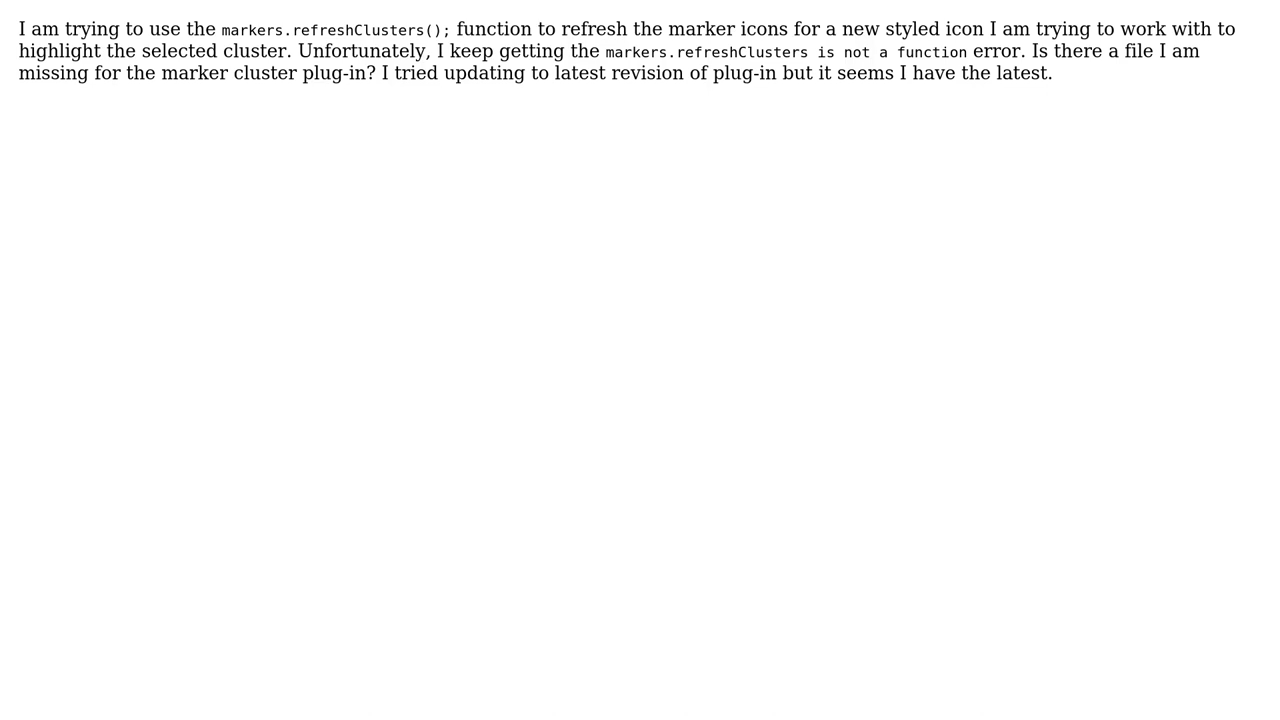 I am trying to use the markers.refreshClusters(); function to refresh the marker icons for a new styled icon I am trying to work with to
highlight the selected cluster. Unfortunately, I keep getting the markers.refreshClusters is not a function error. Is there a file I am
missing for the marker cluster plug-in? I tried updating to latest revision of plug-in but it seems I have the latest.